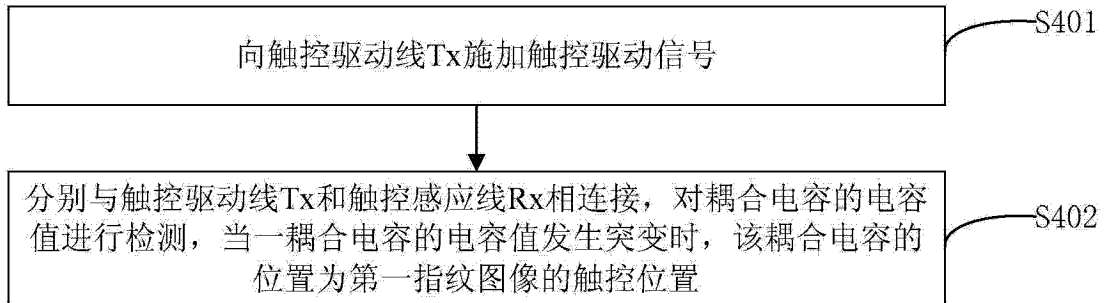 向触控驱动线Tx施加触控驱动信号
S401
分别与触控驱动线Tx和触控感应线Rx相连接，对耦合电容的电容
值进行检测，当一耦合电容的电容值发生突变时，该耦合电容的
位置为第一指纹图像的触控位置
S402